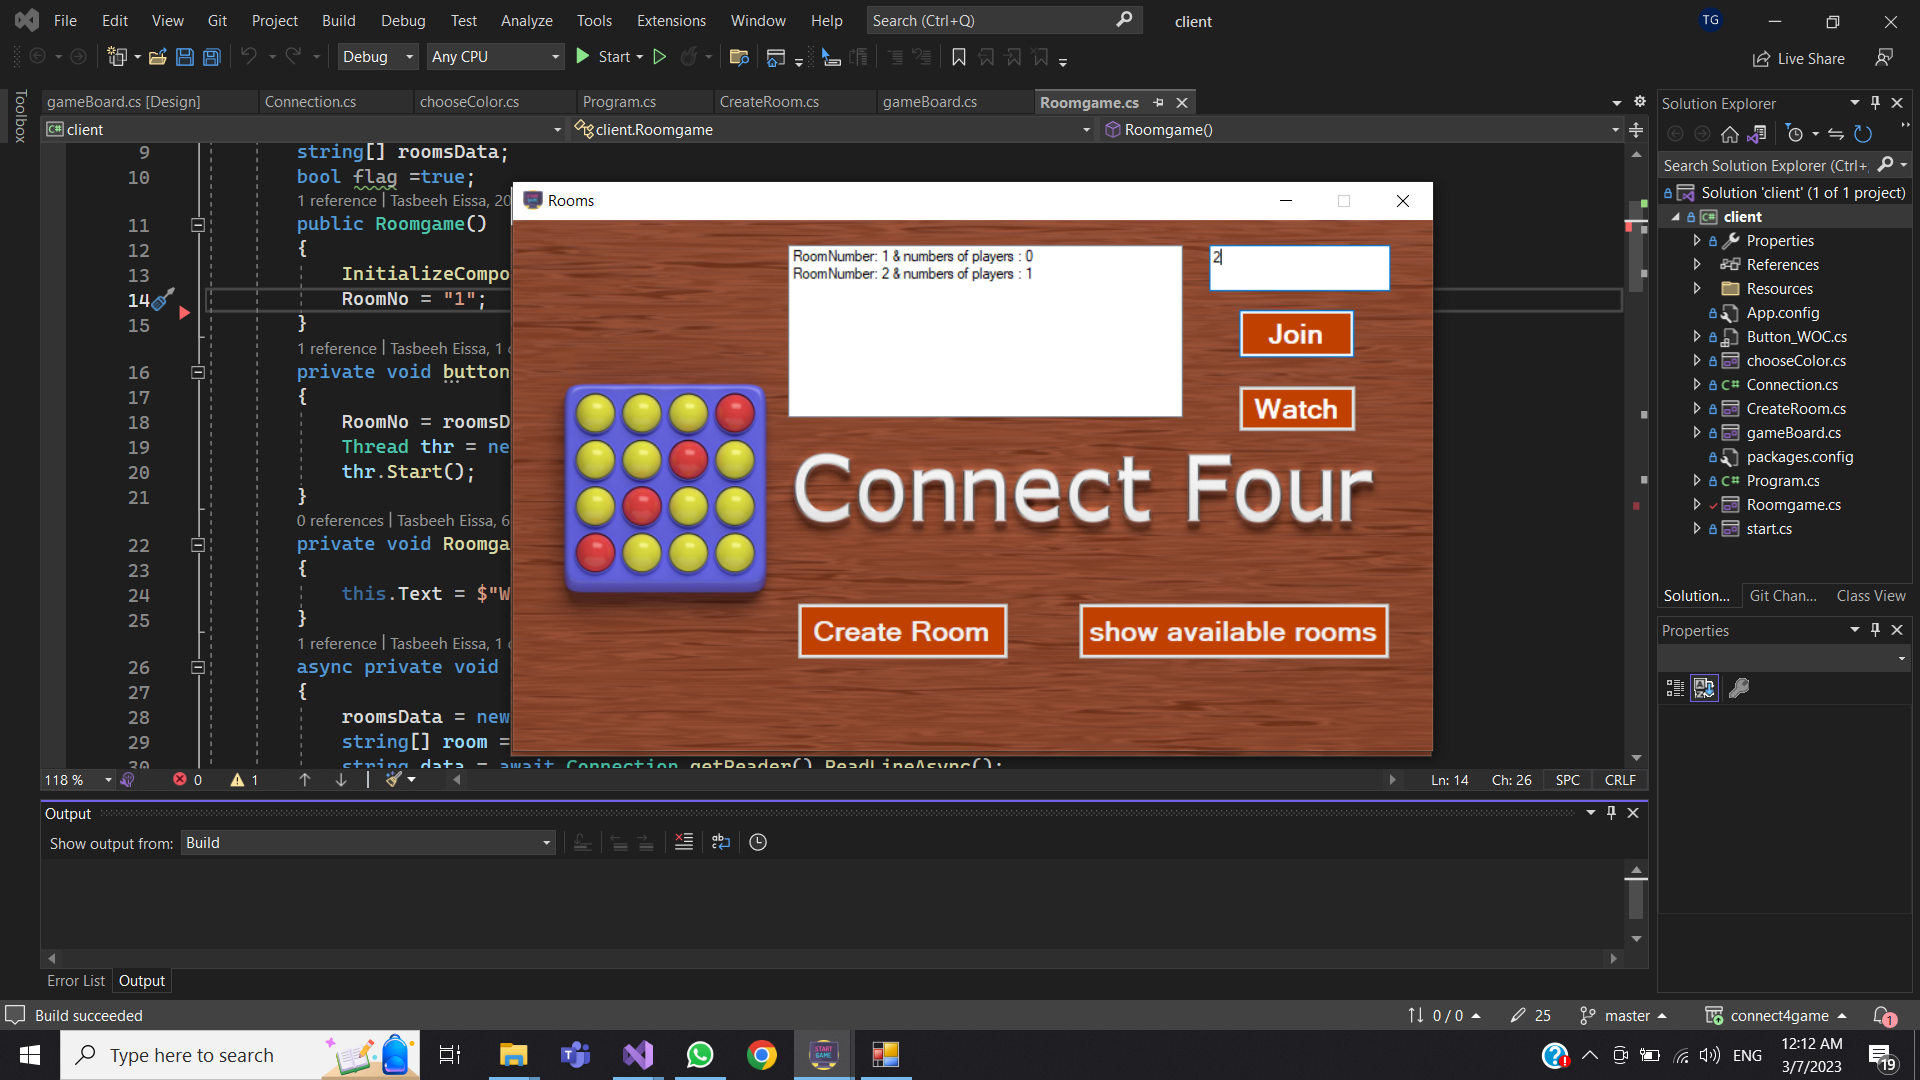 File Edit View Git Project Build Debug Test Analyze Tools Extensions Window Help Search (Ctrl+Q) client TG
Debug Any CPU Start Live Share
Toolbox
gameBoard.cs [Design] Connection.cs chooseColor.cs Program.cs CreateRoom.cs gameBoard.cs Roomgame.cs
client client.Roomgame Roomgame()
9 string[] roomsData;
10 bool flag =true;
1 reference | Tasbeeh Eissa, 20
11 public Roomgame()
12 {
13 InitializeCompo
14 RoomNo = "1";
15 }
1 reference | Tasbeeh Eissa, 1
16 private void button
17 {
18 RoomNo = roomsD
19 Thread thr = ne
20 thr.Start();
21 }
0 references | Tasbeeh Eissa, 6
22 private void Roomga
23 {
24 this.Text = $"W
25 }
1 reference | Tasbeeh Eissa, 1
26 async private void
27 {
28 roomsData = new
29 string[] room =
30 string data = await Connection.getReader().ReadLineAsync();
Rooms
RoomNumber: 1 & numbers of players : 0
RoomNumber: 2 & numbers of players : 1
2
Join
Watch
Connect Four
Create Room
show available rooms
118 % 0 1 Ln: 14 Ch: 26 SPC CRLF
Output
Show output from: Build
Error List Output
Solution Explorer
Search Solution Explorer (Ctrl+
Solution 'client' (1 of 1 project)
client
Properties
References
Resources
App.config
Button_WOC.cs
chooseColor.cs
Connection.cs
CreateRoom.cs
gameBoard.cs
packages.config
Program.cs
Roomgame.cs
start.cs
Solution... Git Chan... Class View
Properties
Build succeeded 0 / 0 25 master connect4game 1
Type here to search START GAME ENG 12:12 AM
3/7/2023 19